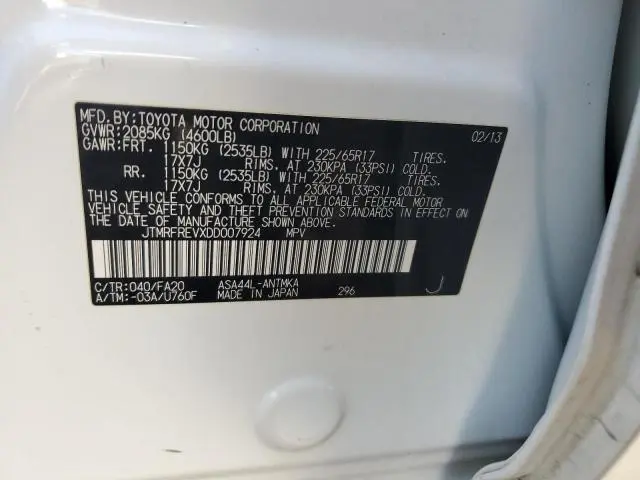 MFD. BY: TOYOTA MOTOR CORPORATION 02/13
GVWR: 2085KG (4600LB)
GAWR: FRT. 1150KG (2535LB) WITH 225/65R17 TIRES.
17X7J RIMS. AT 230KPA (33PSI) COLD.
RR. 1150KG (2535LB) WITH 225/65R17 TIRES.
17X7J RIMS. AT 230KPA (33PSI) COLD.
THIS VEHICLE CONFORMS TO ALL APPLICABLE FEDERAL MOTOR
VEHICLE SAFETY AND THEFT PREVENTION STANDARDS IN EFFECT ON
THE DATE OF MANUFACTURE SHOWN ABOVE.
JTMRFREVXDD007924 MPV
C/TR: 040/FA20 ASA44L-ANTMKA
A/TM: -03A/U760F MADE IN JAPAN 296 J